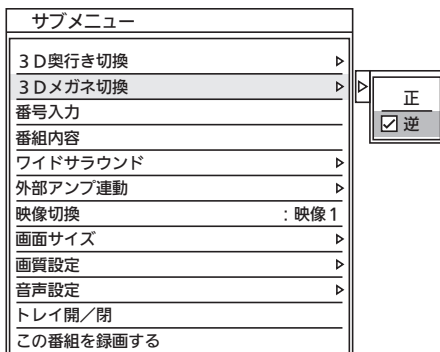 サブメニュー
3D奥行き切換
3Dメガネ切換
正
逆
番号入力
番組内容
ワイドサラウンド
外部アンプ連動
映像切換 :映像1
画面サイズ
画質設定
音声設定
トレイ開／閉
この番組を録画する